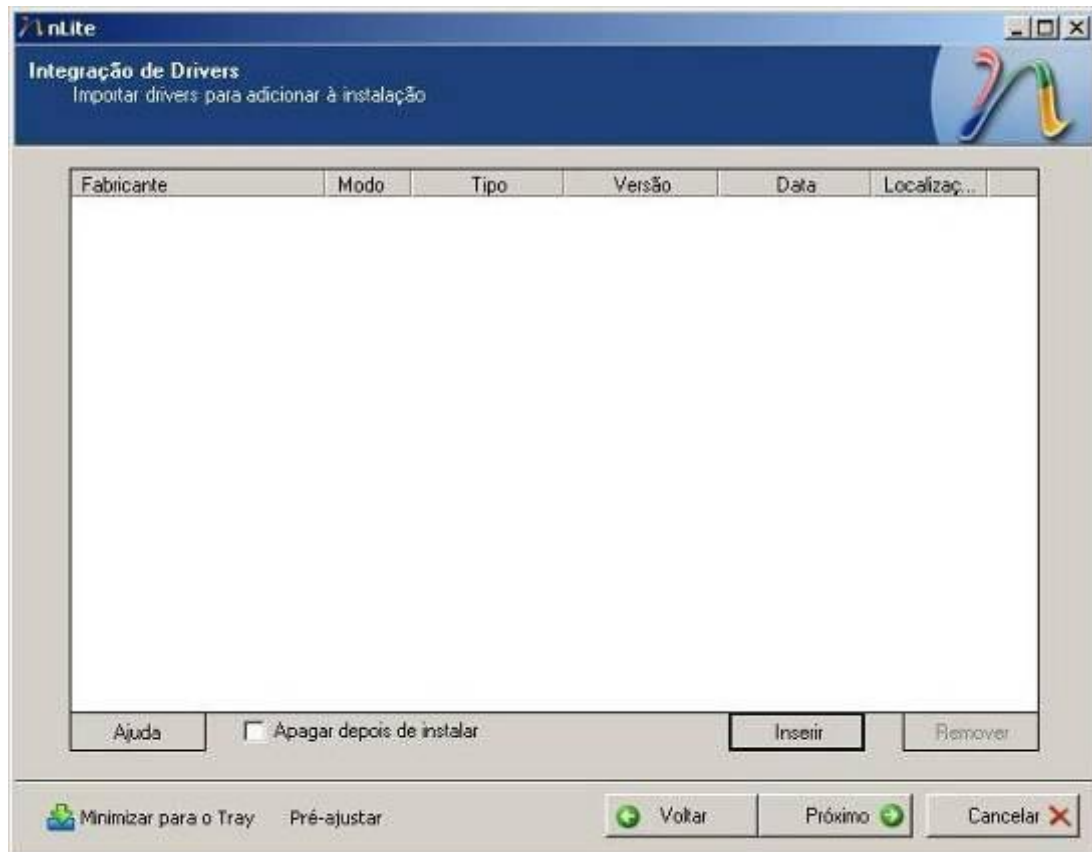 nLite
Integração de Drivers
Importar drivers para adicionar à instalação
Fabricante Modo Tipo Versão Data Localizaç...
Ajuda Apagar depois de instalar Inserir Remover
Minimizar para o Tray Pré-ajustar Voltar Próximo Cancelar